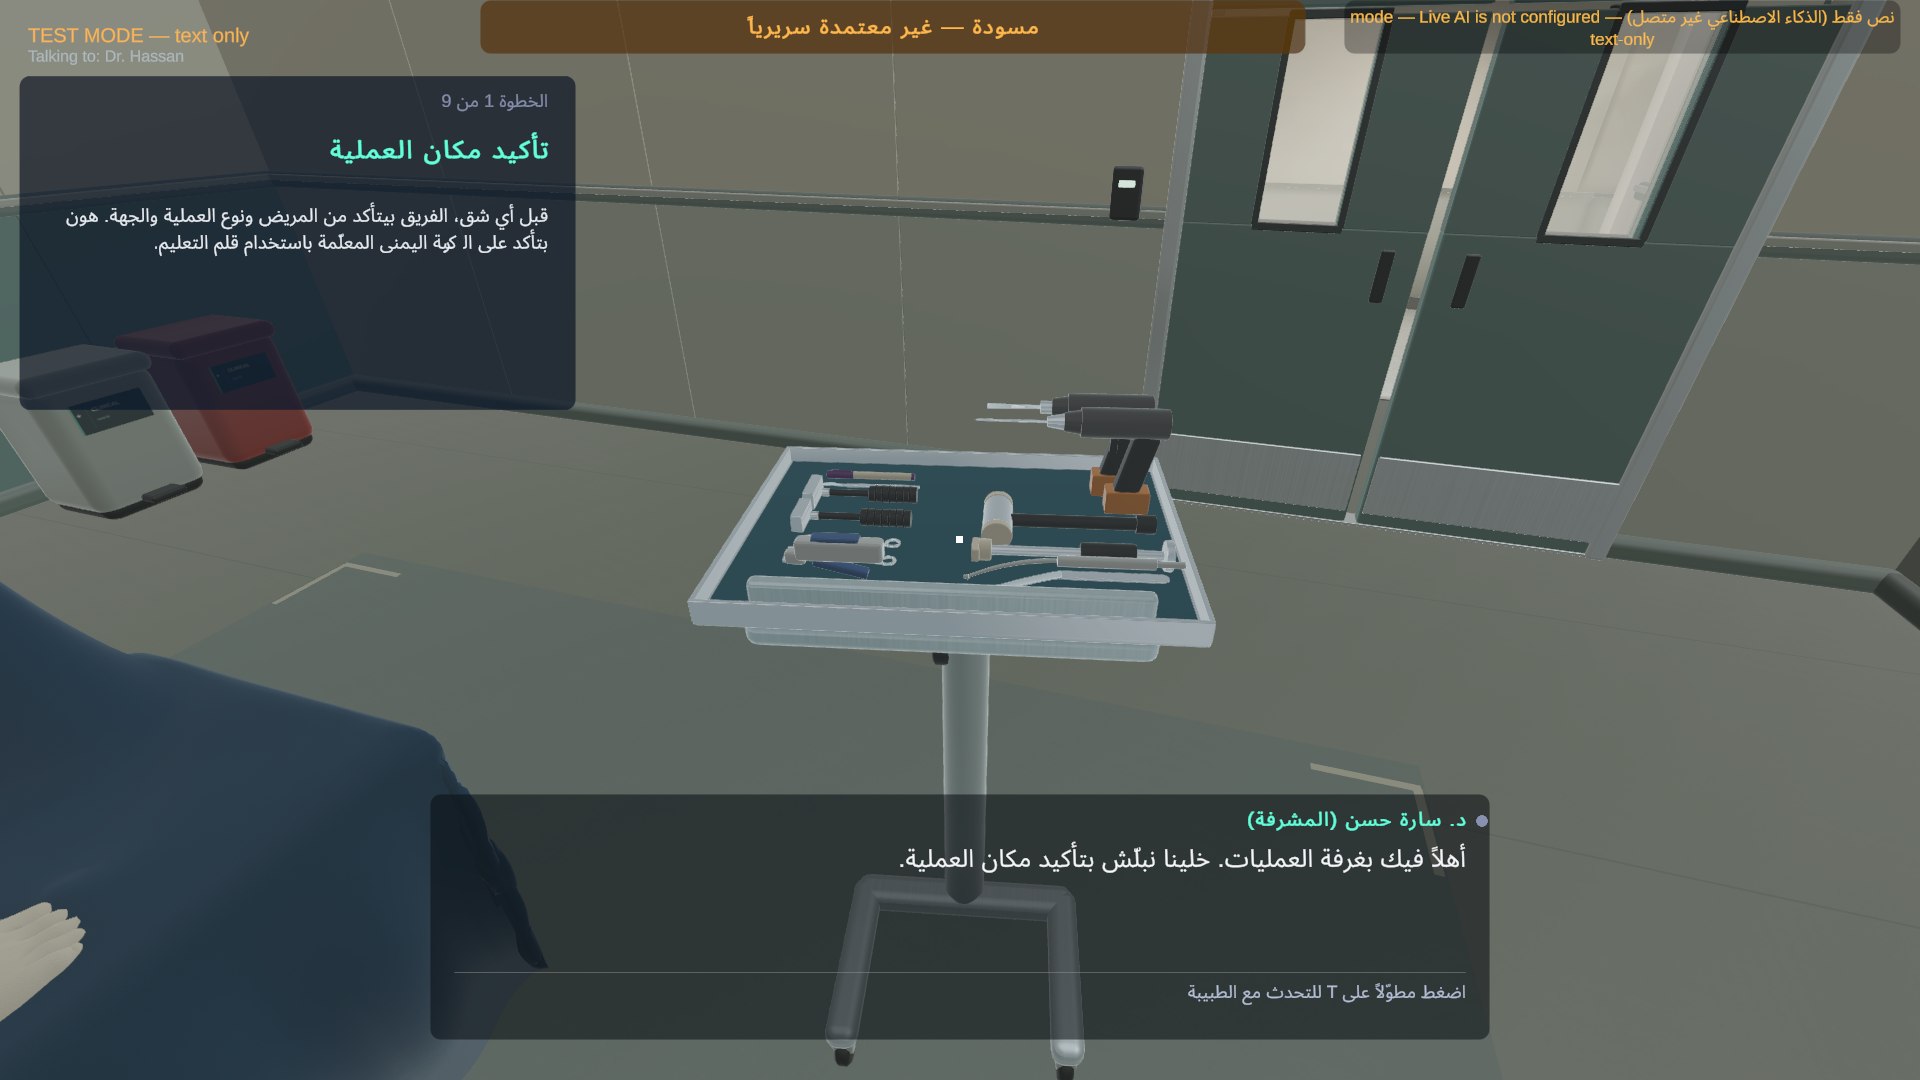 TEST MODE — text only
Talking to: Dr. Hassan
مسودة — غير معتمدة سريرياً
نص فقط (الذكاء الاصطناعي غير متصل) — mode — Live AI is not configured
text-only
الخطوة 1 من 9
تأكيد مكان العملية
قبل أي شق، الفريق بيتأكد من المريض ونوع العملية والجهة. هون
بتأكد على الركبة اليمنى المعلّمة باستخدام قلم التعليم.
د. سارة حسن (المشرفة)
أهلاً فيك بغرفة العمليات. خلينا نبلّش بتأكيد مكان العملية.
اضغط مطوّلاً على T للتحدث مع الطبيبة